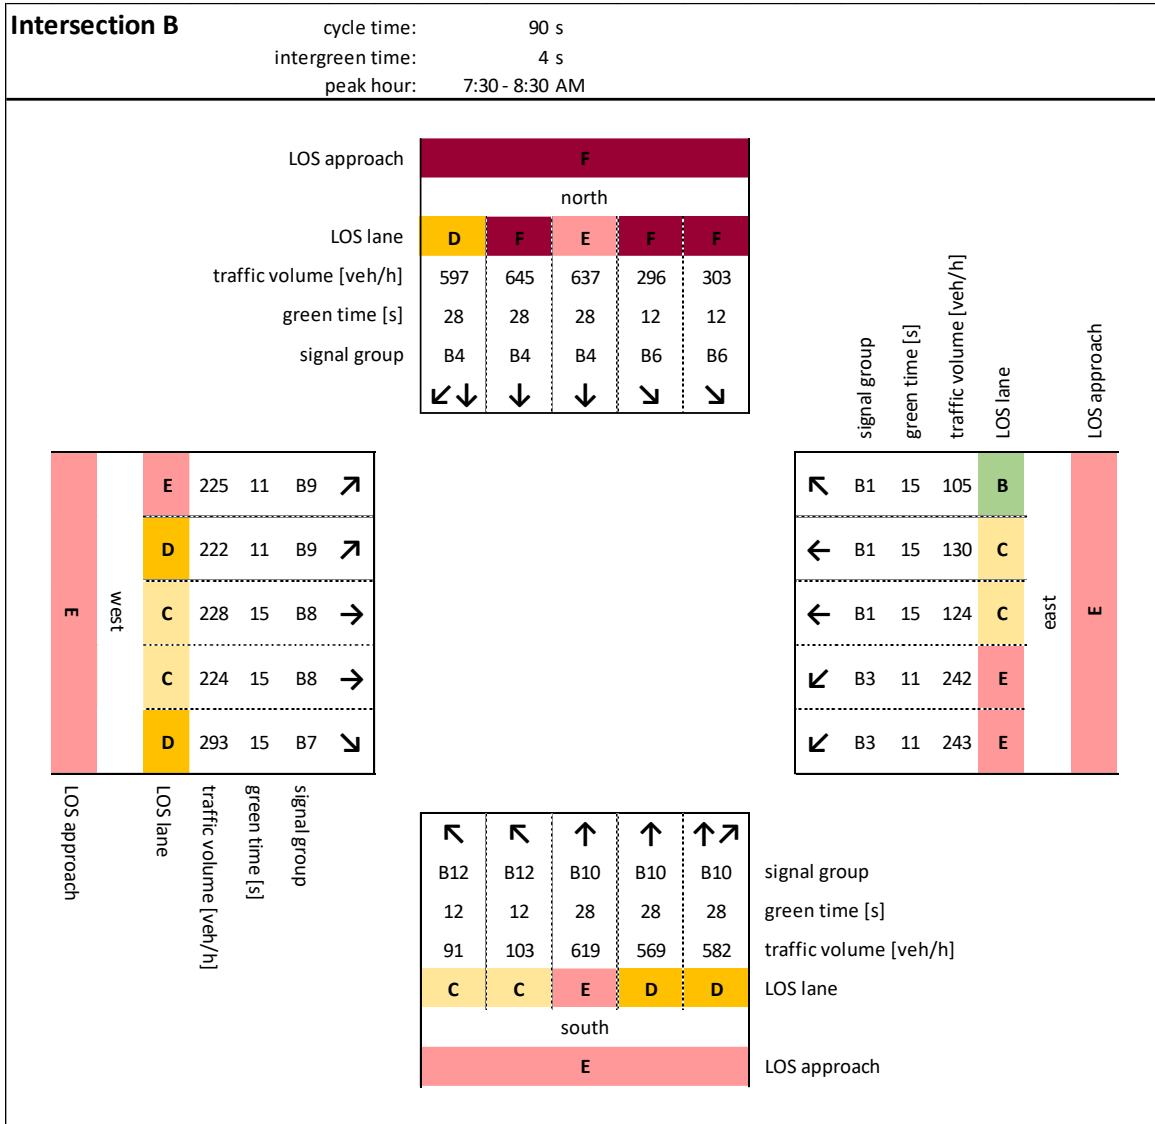 Intersection B
cycle time: 90 s
intergreen time: 4 s
peak hour: 7:30 - 8:30 AM
LOS approach F
north
LOS lane D F E F F
traffic volume [veh/h] 597 645 637 296 303
green time [s] 28 28 28 12 12
signal group B4 B4 B4 B6 B6
↙↓ ↓ ↓ ↘ ↘
signal group
green time [s]
traffic volume [veh/h]
LOS lane
LOS approach
E
west
E 225 11 B9 ↗
D 222 11 B9 ↗
C 228 15 B8 →
C 224 15 B8 →
D 293 15 B7 ↘
↖ B1 15 105 B
← B1 15 130 C
← B1 15 124 C
↙ B3 11 242 E
↙ B3 11 243 E
east
E
LOS approach
LOS lane
traffic volume [veh/h]
green time [s]
signal group
↖ ↖ ↑ ↑ ↑↗
B12 B12 B10 B10 B10 signal group
12 12 28 28 28 green time [s]
91 103 619 569 582 traffic volume [veh/h]
C C E D D LOS lane
south
E LOS approach